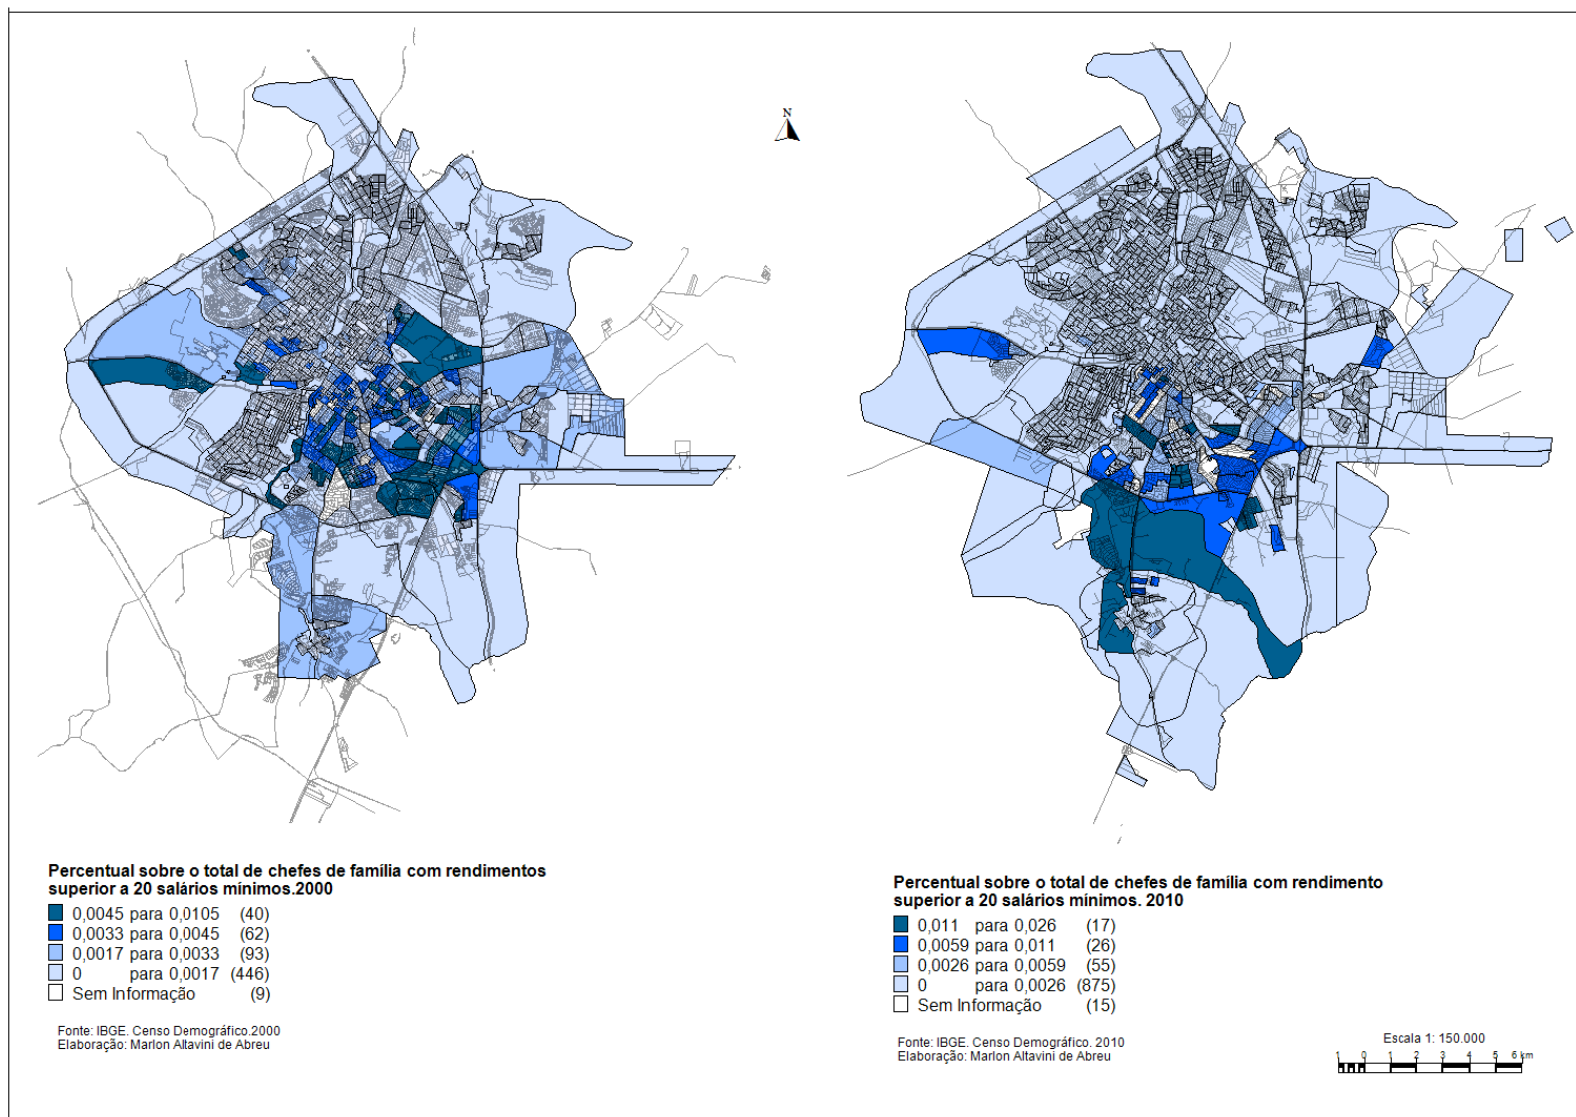 N
Percentual sobre o total de chefes de família com rendimentos
superior a 20 salários mínimos.2000
0,0045 para 0,0105 (40)
0,0033 para 0,0045 (62)
0,0017 para 0,0033 (93)
0 para 0,0017 (446)
Sem Informação (9)
Fonte: IBGE. Censo Demográfico.2000
Elaboração: Marlon Altavini de Abreu
Percentual sobre o total de chefes de família com rendimento
superior a 20 salários mínimos. 2010
0,011 para 0,026 (17)
0,0059 para 0,011 (26)
0,0026 para 0,0059 (55)
0 para 0,0026 (875)
Sem Informação (15)
Fonte: IBGE. Censo Demográfico. 2010
Elaboração: Marlon Altavini de Abreu
Escala 1: 150.000
1 0 1 2 3 4 5 6 km